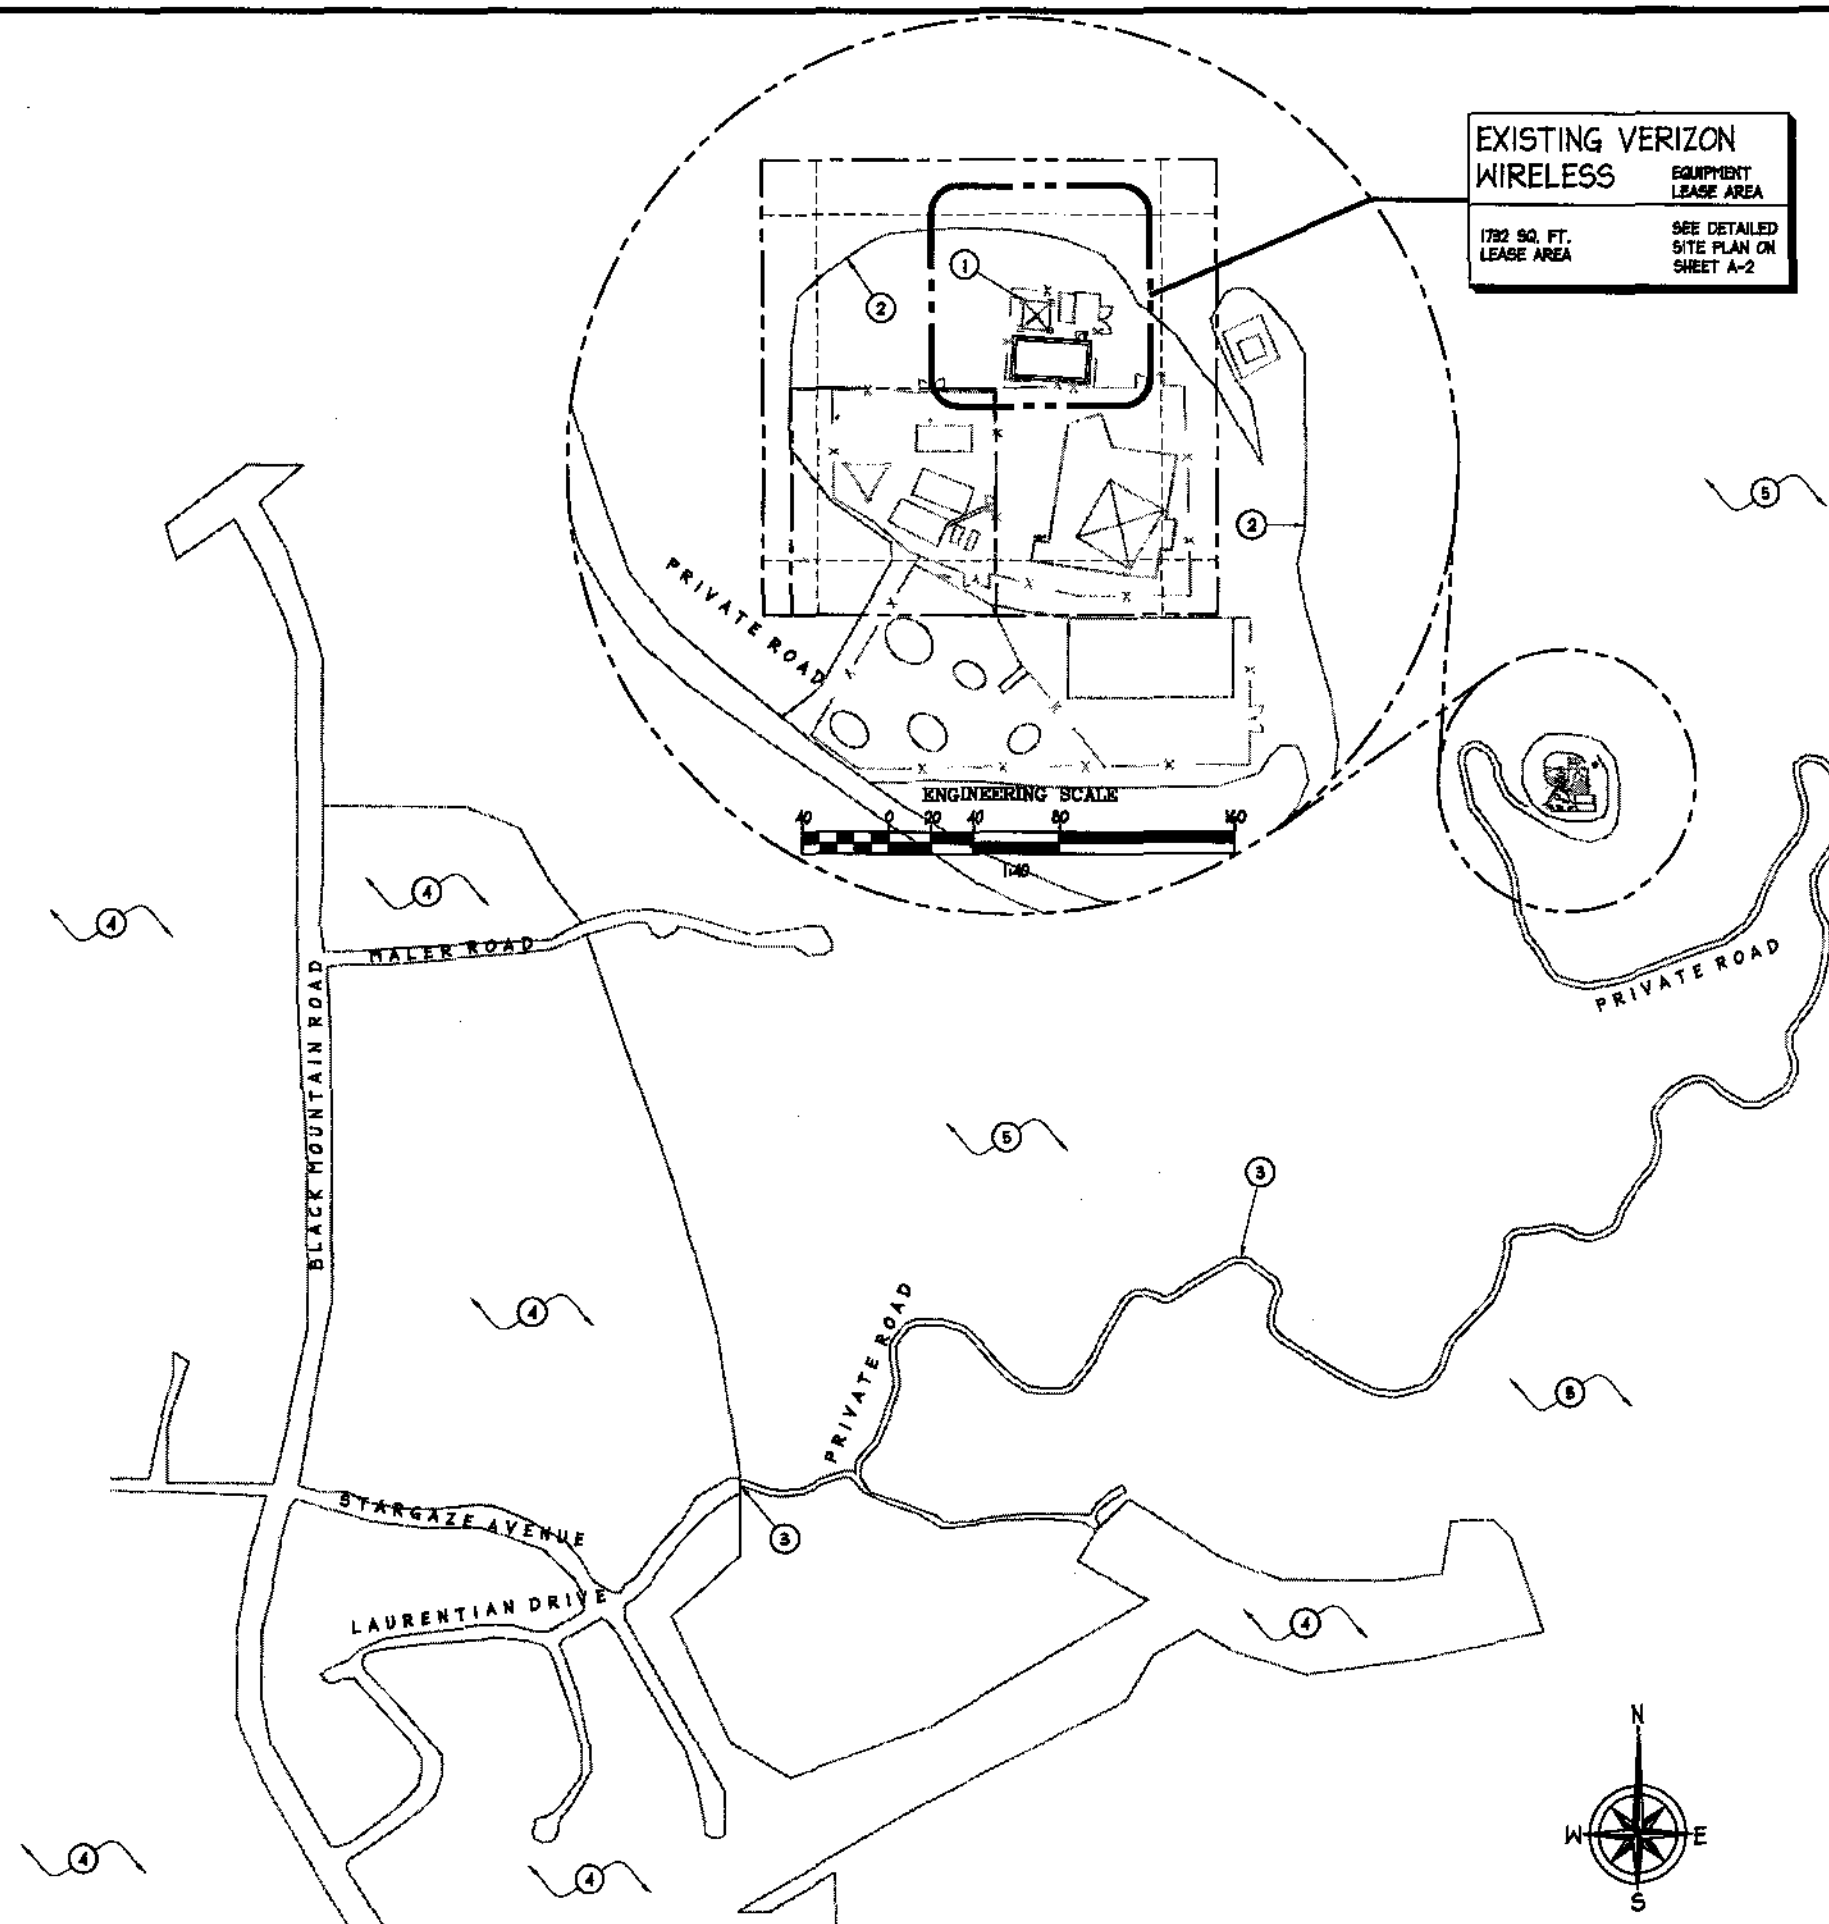 EXISTING VERIZON
WIRELESS
EQUIPMENT
LEASE AREA
1792 SQ. FT.
LEASE AREA
SEE DETAILED
SITE PLAN ON
SHEET A-2
1
2
5
2
PRIVATE ROAD
ENGINEERING SCALE
40 0 20 40 80 160
1:40
4
4
MALER ROAD
PRIVATE ROAD
BLACK MOUNTAIN ROAD
5
3
4
PRIVATE ROAD
5
STARGAZE AVENUE
3
LAURENTIAN DRIVE
4
N
W E
S
4
4